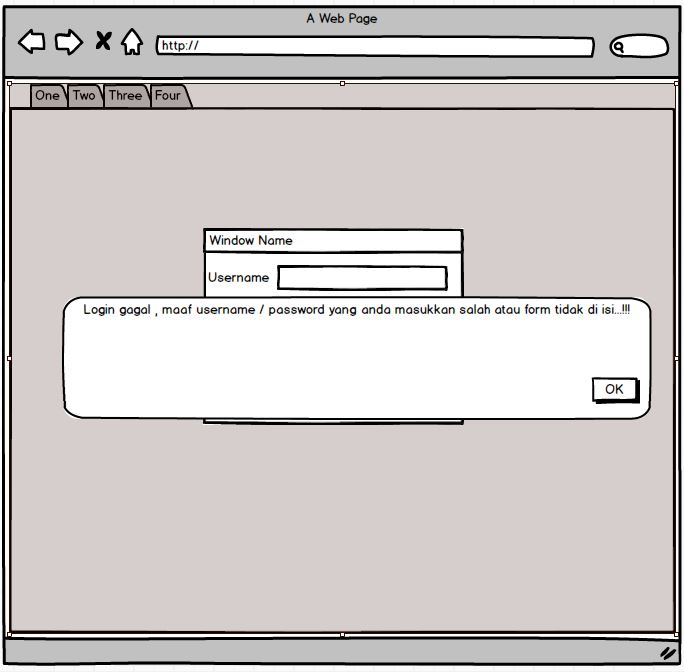 A Web Page
http://
One Two Three Four
Window Name
Username
Login gagal , maaf username / password yang anda masukkan salah atau form tidak di isi...!!!
OK